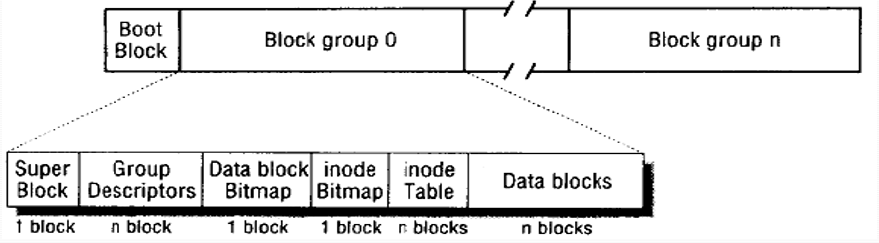 Boot
Block
Block group 0
Block group n
Super
Block
Group
Descriptors
Data block
Bitmap
inode
Bitmap
inode
Table
Data blocks
1 block
n block
1 block
1 block
n blocks
n blocks